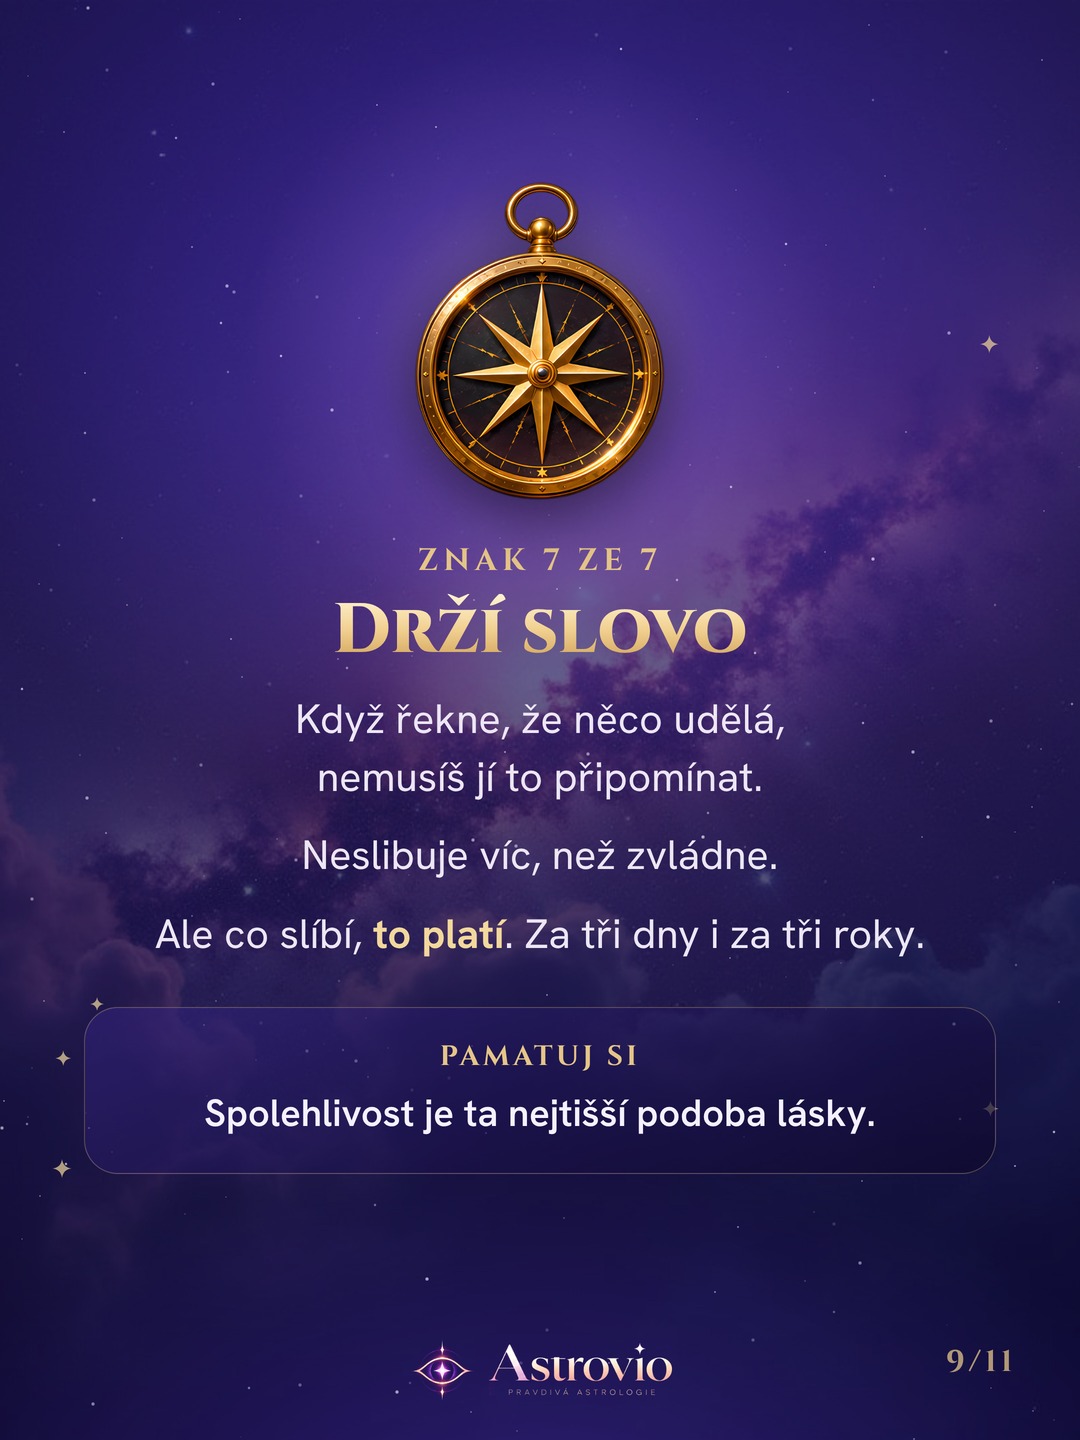 ZNAK 7 ZE 7
DRŽÍ SLOVO
Když řekne, že něco udělá,
nemusíš jí to připomínat.
Neslibuje víc, než zvládne.
Ale co slíbí, to platí. Za tři dny i za tři roky.
PAMATUJ SI
Spolehlivost je ta nejtišší podoba lásky.
Astrovio
PRAVDIVÁ ASTROLOGIE
9/11